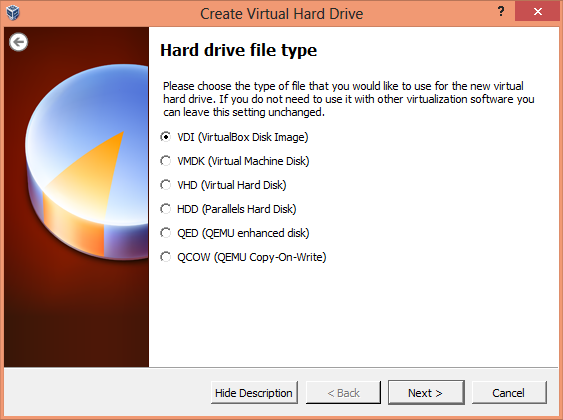 Create Virtual Hard Drive
?
Hard drive file type
Please choose the type of file that you would like to use for the new virtual
hard drive. If you do not need to use it with other virtualization software you
can leave this setting unchanged.
VDI (VirtualBox Disk Image)
VMDK (Virtual Machine Disk)
VHD (Virtual Hard Disk)
HDD (Parallels Hard Disk)
QED (QEMU enhanced disk)
QCOW (QEMU Copy-On-Write)
Hide Description
< Back
Next >
Cancel